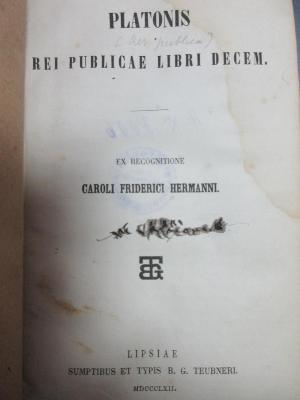 PLATONIS
REI PUBLICAE LIBRI DECEM.
EX RECOGNITIONE
CAROLI FRIDERICI HERMANNI.
LIPSIAE
SUMPTIBUS ET TYPIS B. G. TEUBNERI.
MDCCCLXII.